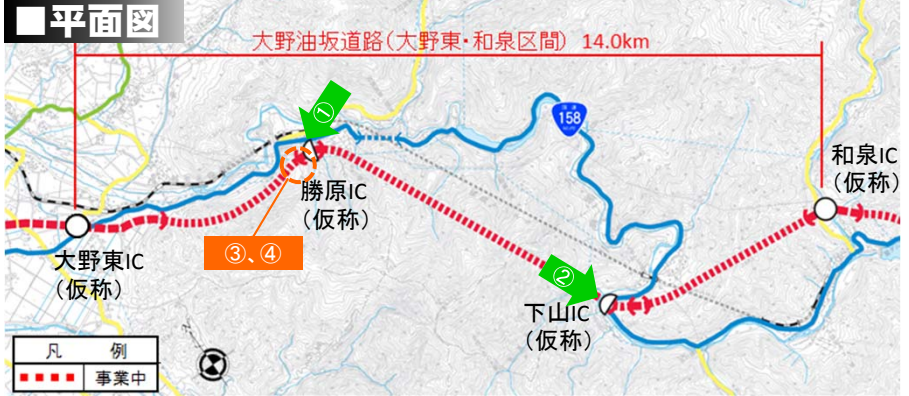 ■平面図
大野油坂道路(大野東・和泉区間) 14.0km
①
158
和泉IC
(仮称)
勝原IC
(仮称)
③、④
大野東IC
(仮称)
②
下山IC
(仮称)
凡 例
事業中